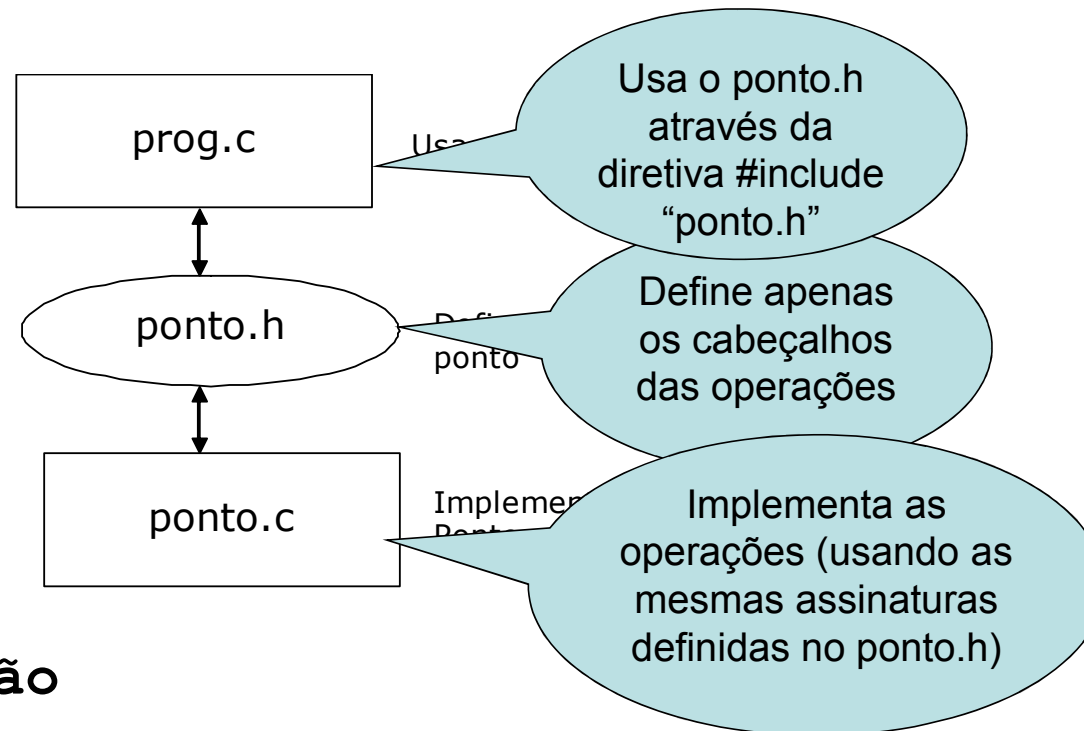 prog.c
Usa o ponto.h
através da
diretiva #include
“ponto.h”
ponto.h
ponto
Define apenas
os cabeçalhos
das operações
ponto.c
Implementa as
operações (usando as
mesmas assinaturas
definidas no ponto.h)
ão